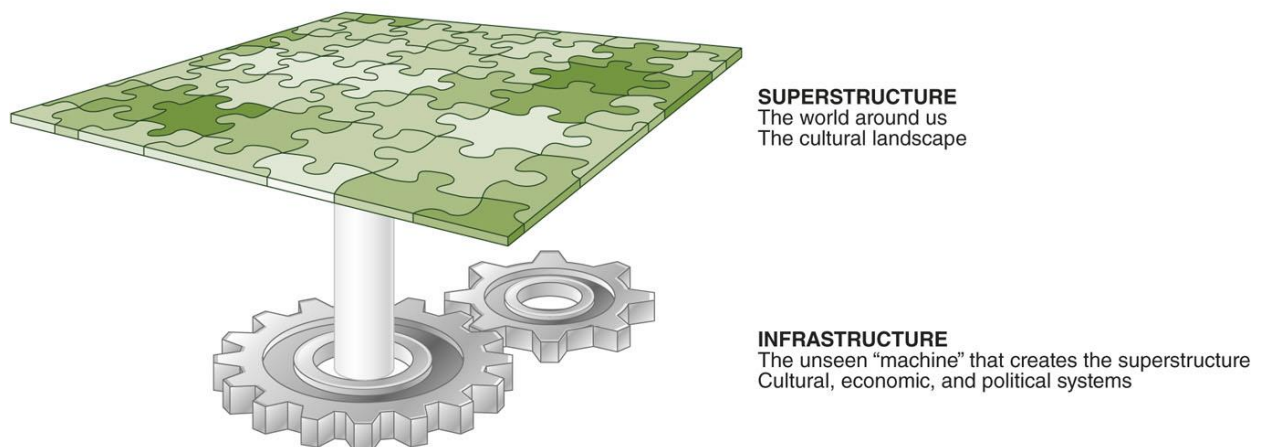 SUPERSTRUCTURE
The world around us
The cultural landscape
INFRASTRUCTURE
The unseen “machine” that creates the superstructure
Cultural, economic, and political systems